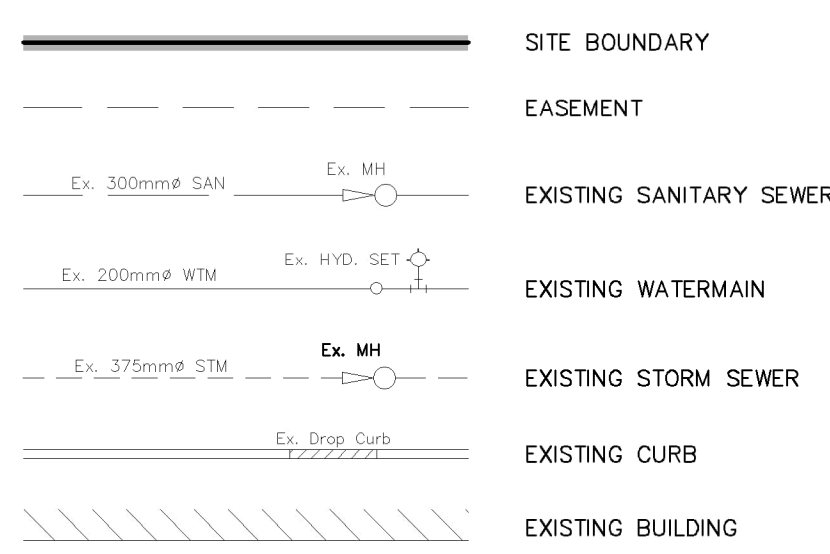 SITE BOUNDARY
EASEMENT
Ex. 300mmø SAN
Ex. MH
EXISTING SANITARY SEWER
Ex. 200mmø WTM
Ex. HYD. SET
EXISTING WATERMAIN
Ex. 375mmø STM
Ex. MH
EXISTING STORM SEWER
Ex. Drop Curb
EXISTING CURB
EXISTING BUILDING